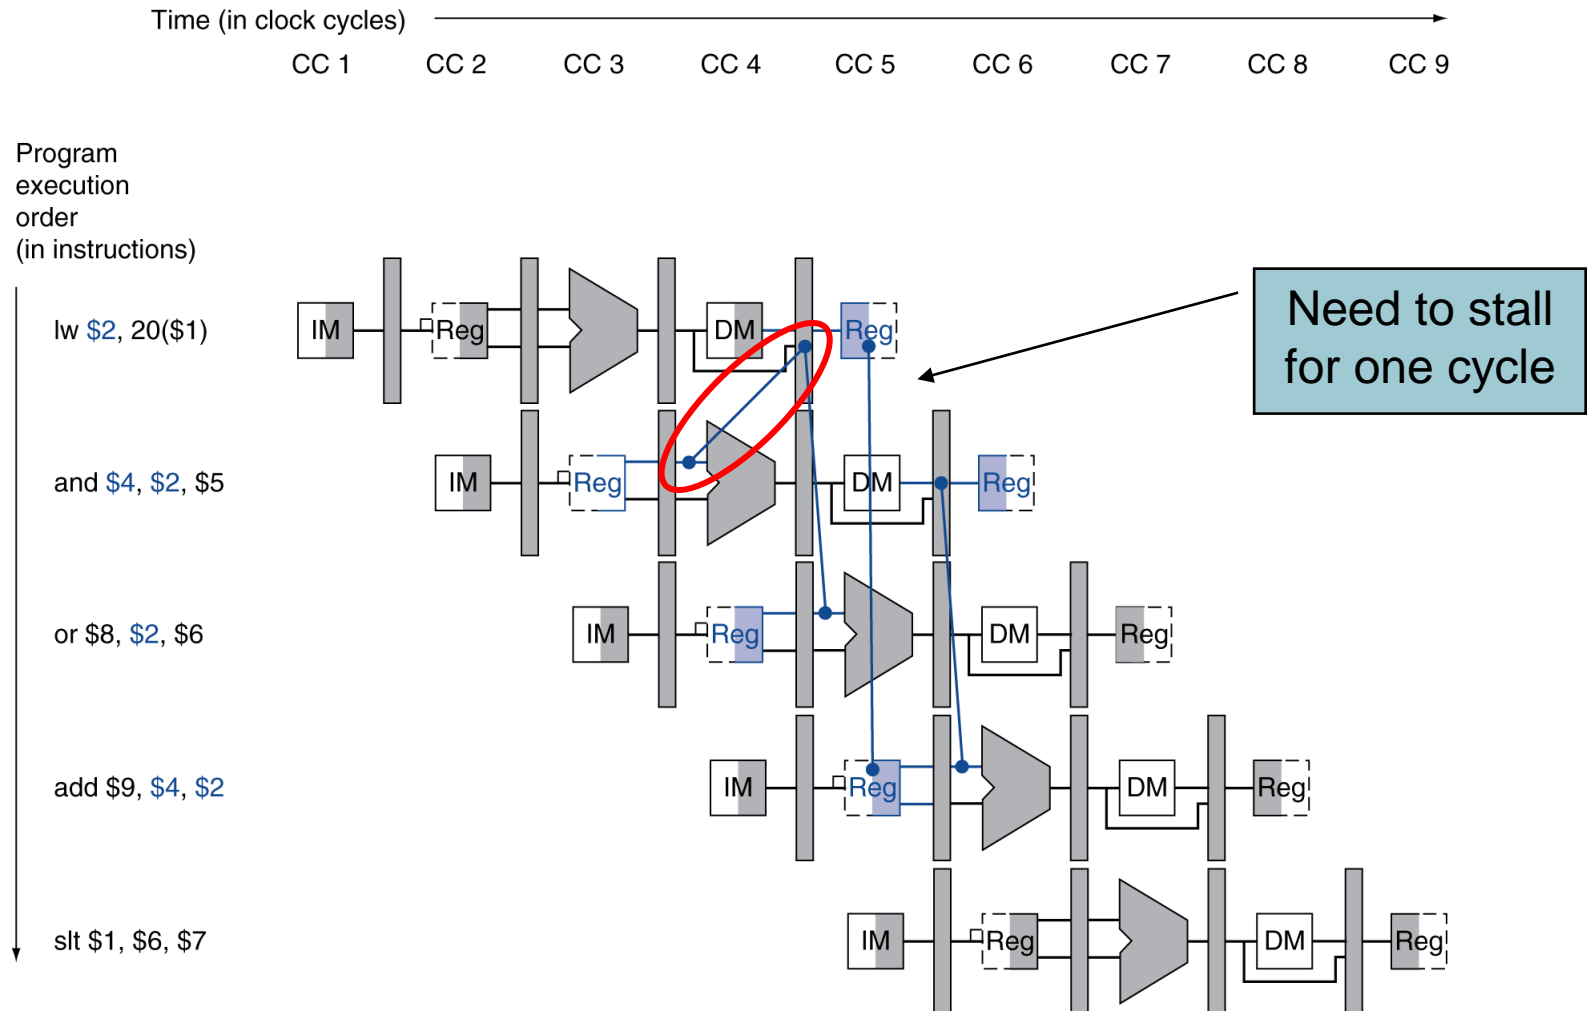 Time (in clock cycles)
CC 1 CC 2 CC 3 CC 4 CC 5 CC 6 CC 7 CC 8 CC 9
Program
execution
order
(in instructions)
Need to stall
for one cycle
lw $2, 20($1) IM Reg DM Reg
and $4, $2, $5 IM Reg DM Reg
or $8, $2, $6 IM Reg DM Reg
add $9, $4, $2 IM Reg DM Reg
slt $1, $6, $7 IM Reg DM Reg